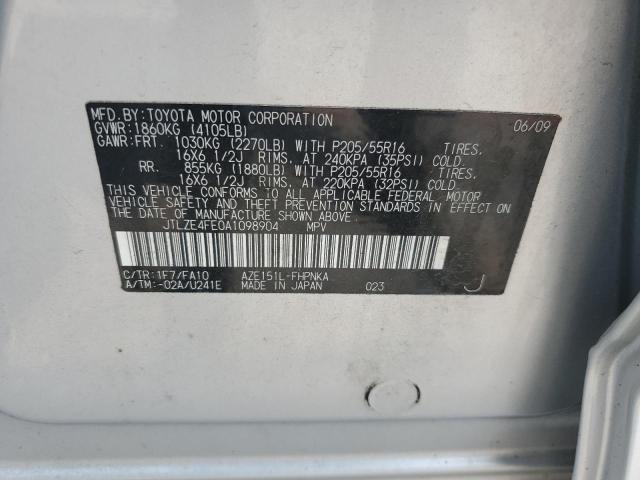 MFD. BY: TOYOTA MOTOR CORPORATION 06/09
GVWR: 1860KG (4105LB)
GAWR: FRT. 1030KG (2270LB) WITH P205/55R16 TIRES,
16X6 1/2J RIMS, AT 240KPA (35PSI) COLD.
RR. 855KG (1880LB) WITH P205/55R16 TIRES,
16X6 1/2J RIMS, AT 220KPA (32PSI) COLD.
THIS VEHICLE CONFORMS TO ALL APPLICABLE FEDERAL MOTOR
VEHICLE SAFETY AND THEFT PREVENTION STANDARDS IN EFFECT ON
THE DATE OF MANUFACTURE SHOWN ABOVE.
JTLZE4FE0A1098904 MPV
C/TR: 1F7/FA10 AZE151L-FHPNKA
A/TM: -02A/U241E MADE IN JAPAN 023 J